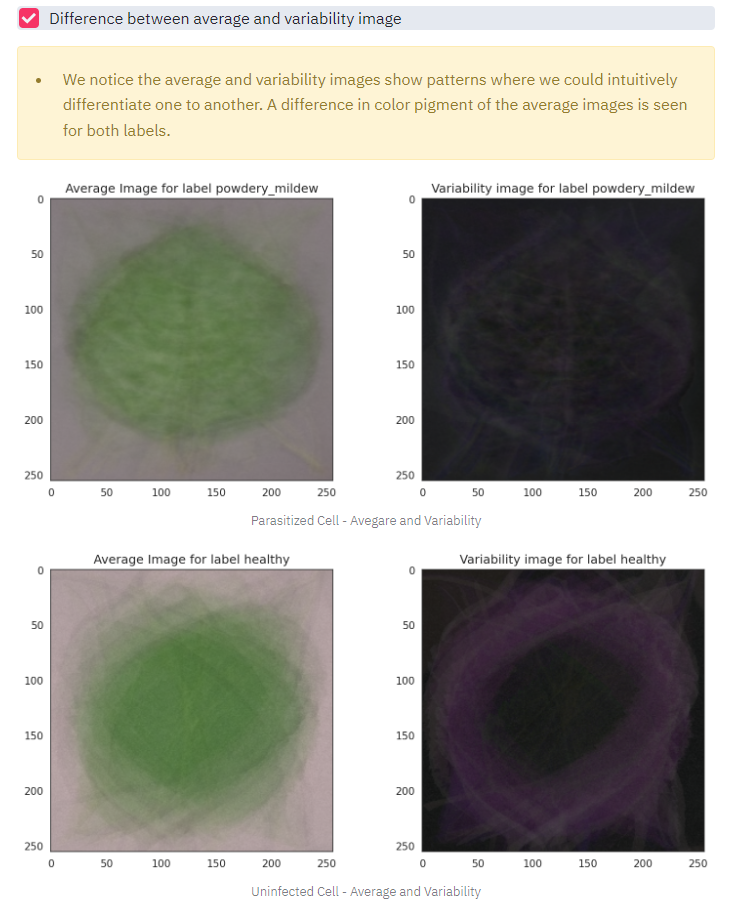 Difference between average and variability image
• We notice the average and variability images show patterns where we could intuitively
differentiate one to another. A difference in color pigment of the average images is seen
for both labels.
Average Image for label powdery_mildew
Variability image for label powdery_mildew
0
50
100
150
200
250
0 50 100 150 200 250
0
50
100
150
200
250
0 50 100 150 200 250
Parasitized Cell - Avegare and Variability
Average Image for label healthy
Variability image for label healthy
0
50
100
150
200
250
0 50 100 150 200 250
0
50
100
150
200
250
0 50 100 150 200 250
Uninfected Cell - Average and Variability